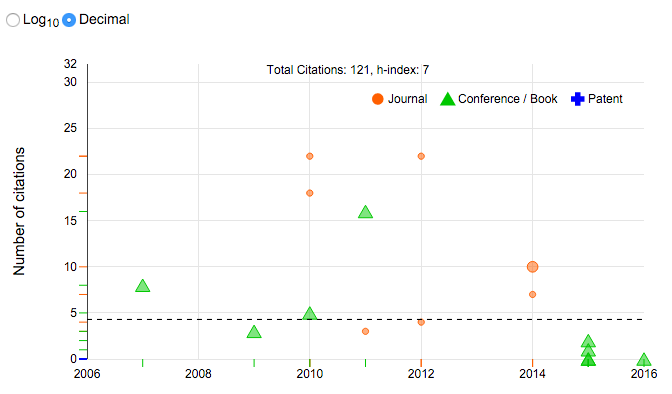 Log10 Decimal
Total Citations: 121, h-index: 7
Journal Conference / Book Patent
Number of citations
32
30
25
20
15
10
5
0
2006 2008 2010 2012 2014 2016